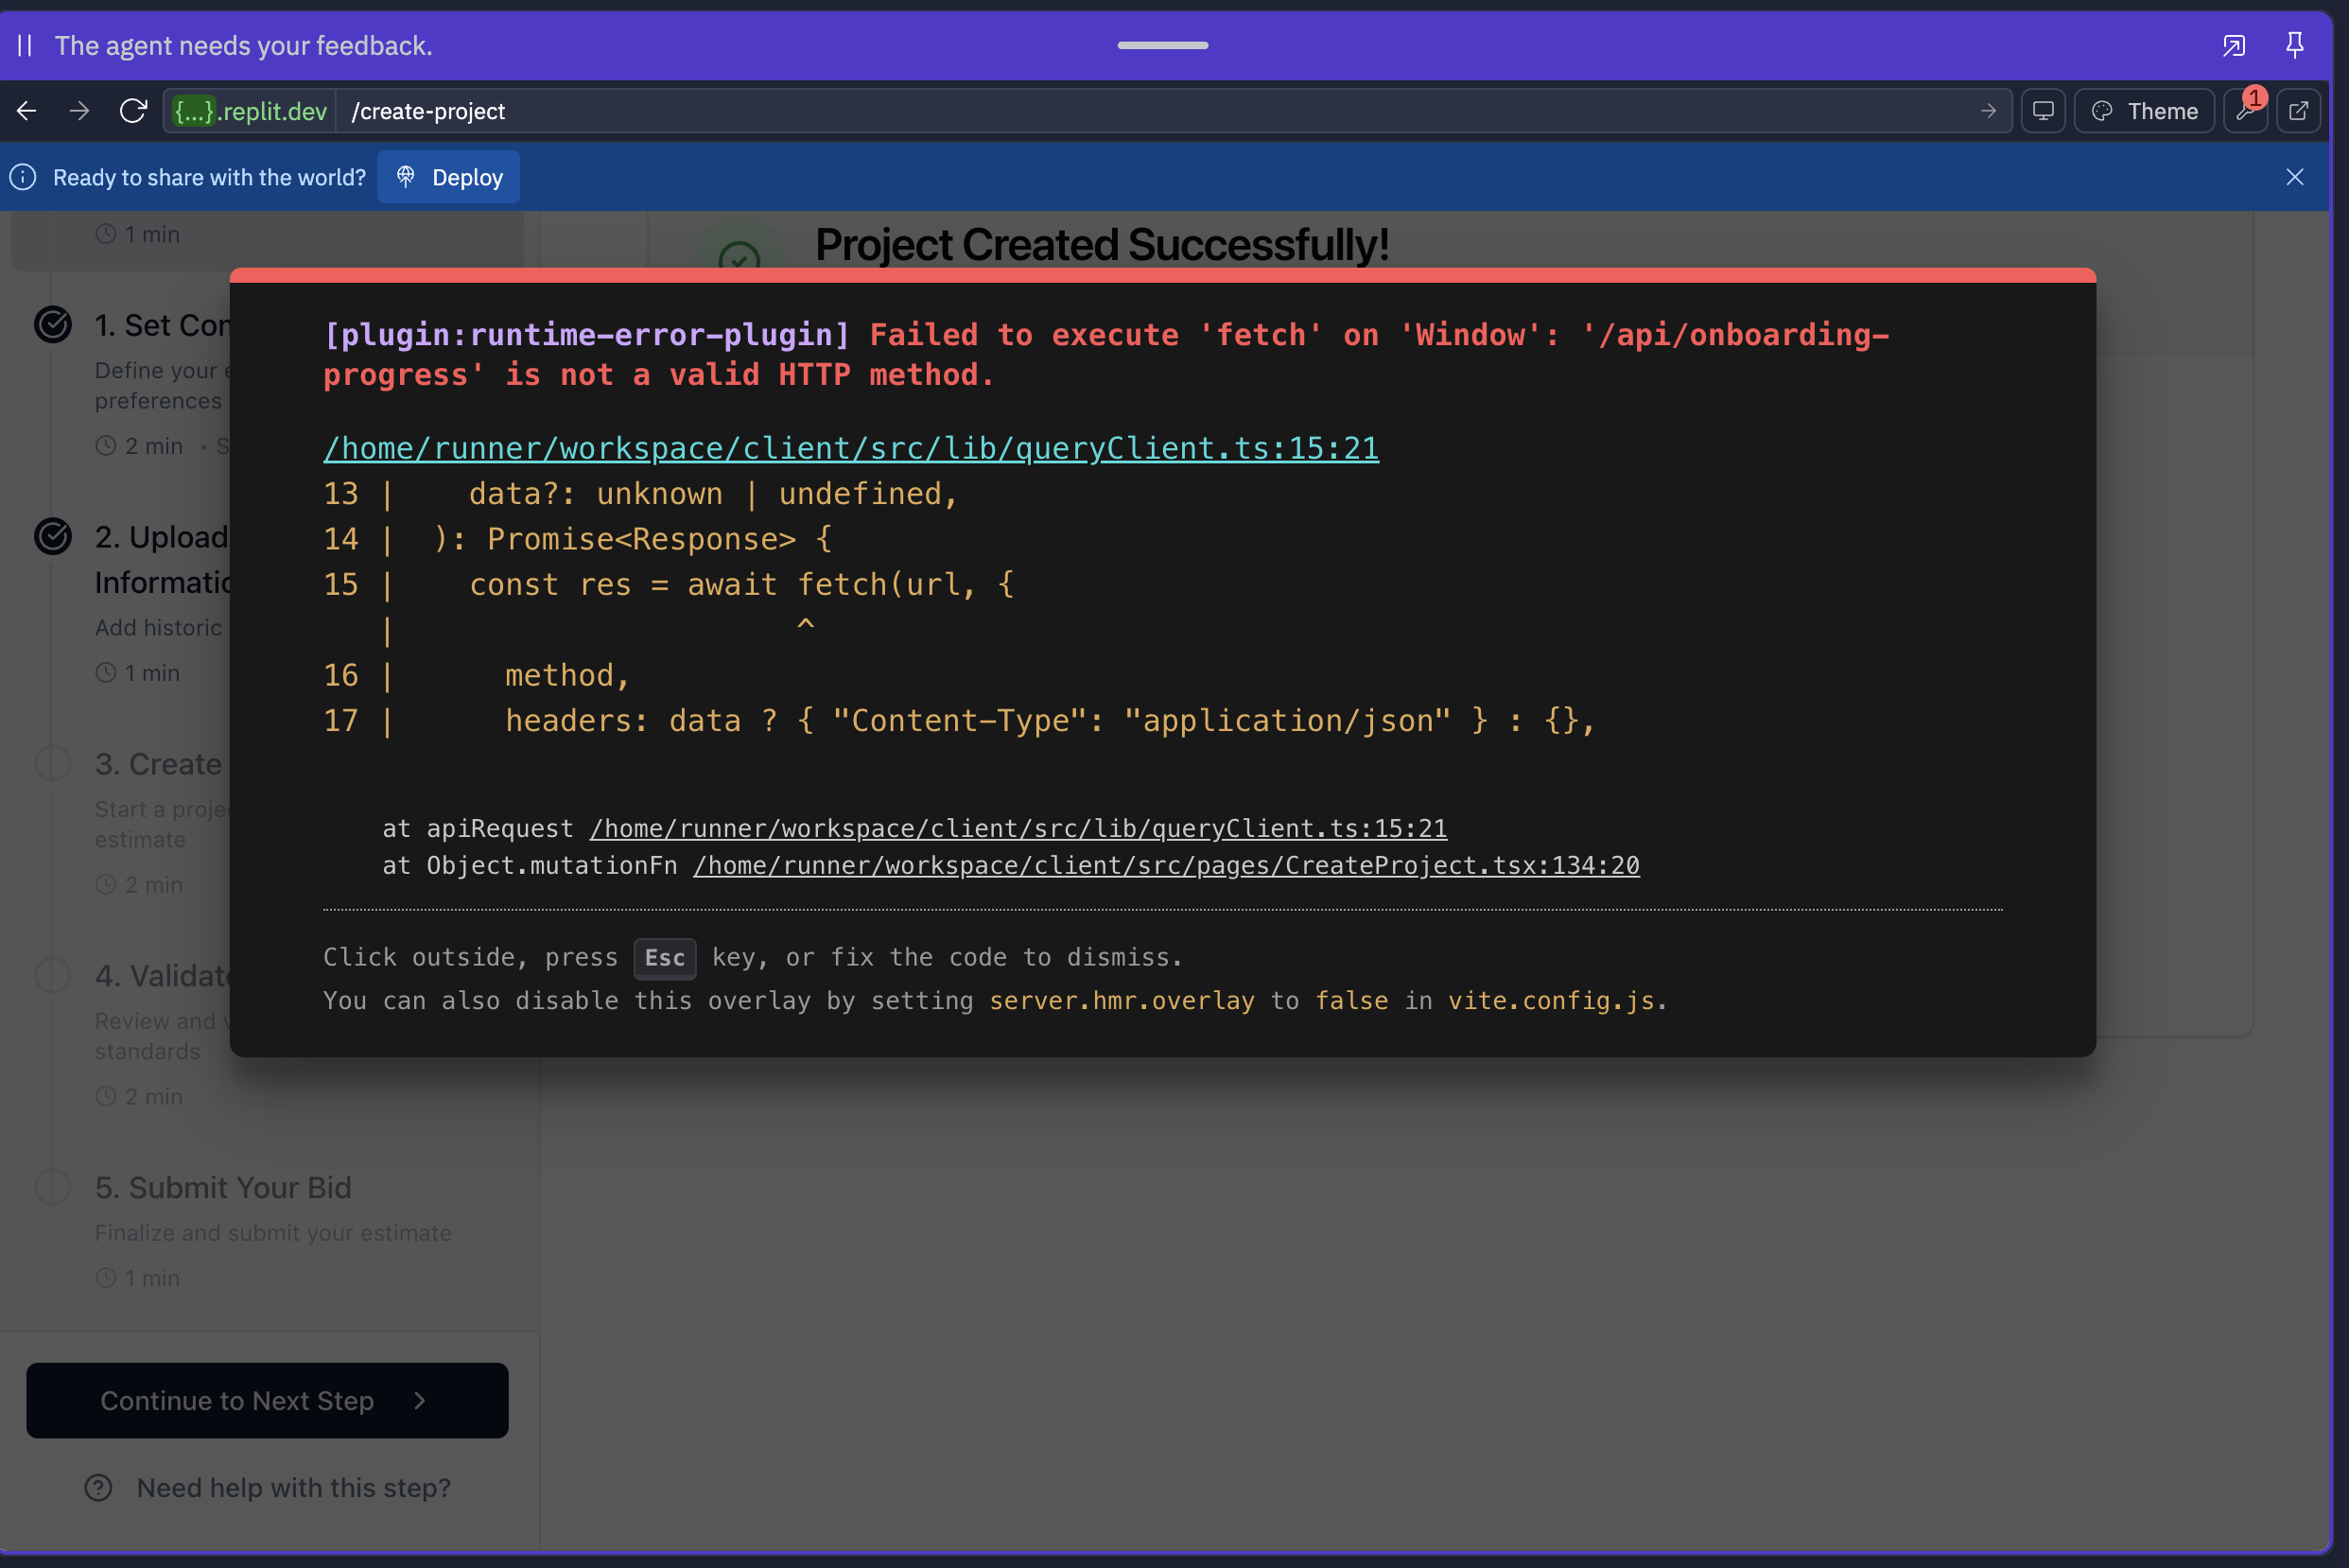 The agent needs your feedback.
{...}.replit.dev /create-project
Theme
1
Ready to share with the world? Deploy
1 min
Project Created Successfully!
1. Set Con
Define your e
preferences
2 min • S
2. Upload
Informatio
Add historic
1 min
3. Create
Start a proje
estimate
2 min
4. Validate
Review and v
standards
2 min
5. Submit Your Bid
Finalize and submit your estimate
1 min
Continue to Next Step
Need help with this step?
[plugin:runtime-error-plugin] Failed to execute 'fetch' on 'Window': '/api/onboarding-
progress' is not a valid HTTP method.
/home/runner/workspace/client/src/lib/queryClient.ts:15:21
13 |    data?: unknown | undefined,
14 |  ): Promise<Response> {
15 |    const res = await fetch(url, {
   |                      ^
16 |      method,
17 |      headers: data ? { "Content-Type": "application/json" } : {},
at apiRequest /home/runner/workspace/client/src/lib/queryClient.ts:15:21
at Object.mutationFn /home/runner/workspace/client/src/pages/CreateProject.tsx:134:20
Click outside, press Esc key, or fix the code to dismiss.
You can also disable this overlay by setting server.hmr.overlay to false in vite.config.js.